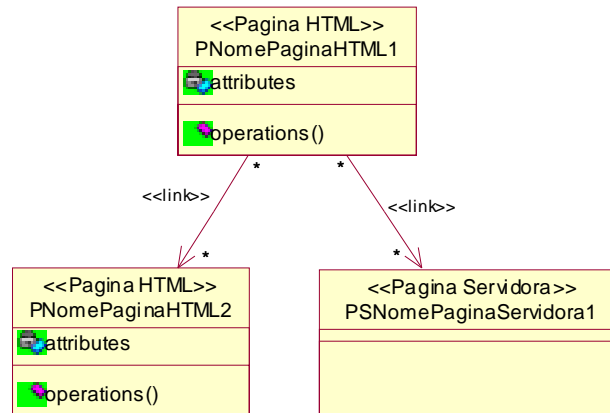 <<Pagina HTML>>
PNomePaginaHTML1
attributes
operations()
* *
<<link>> <<link>>
* *
<<Pagina HTML>> <<Pagina Servidora>>
PNomePaginaHTML2 PSNomePaginaServidora1
attributes
operations()